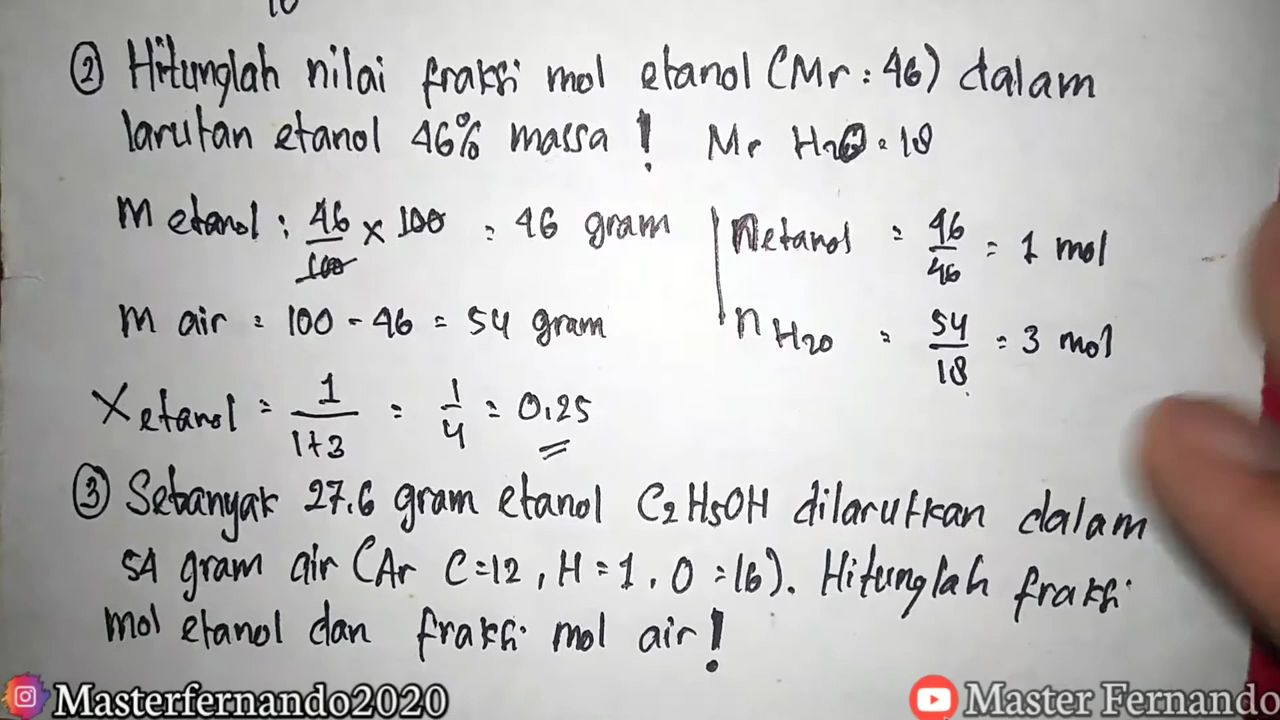 10
② Hitunglah nilai fraksi mol etanol (Mr : 46) dalam
larutan etanol 46% massa ! Mr H2O = 18
m etanol : 46/100 x 100 = 46 gram
n etanol = 46/46 = 1 mol
m air = 100 - 46 = 54 gram
n H2O = 54/18 = 3 mol
X etanol = 1/1+3 = 1/4 = 0.25
③ Sebanyak 27.6 gram etanol C2H5OH dilarutkan dalam
54 gram air (Ar C=12, H=1, O=16). Hitunglah fraksi
mol etanol dan fraksi mol air !
Masterfernando2020
Master Fernando